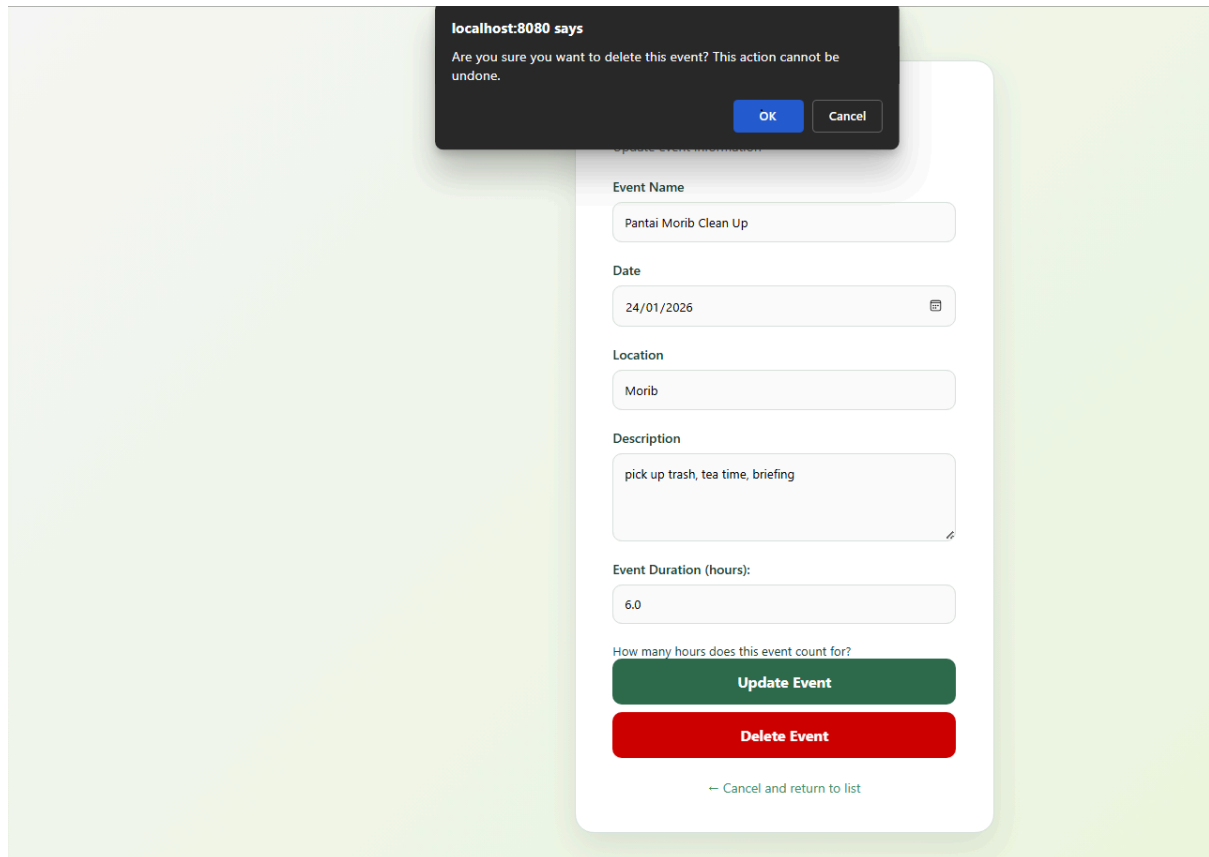 localhost:8080 says
Are you sure you want to delete this event? This action cannot be
undone.
OK
Cancel
Update event information
Event Name
Pantai Morib Clean Up
Date
24/01/2026
Location
Morib
Description
pick up trash, tea time, briefing
Event Duration (hours):
6.0
How many hours does this event count for?
Update Event
Delete Event
← Cancel and return to list